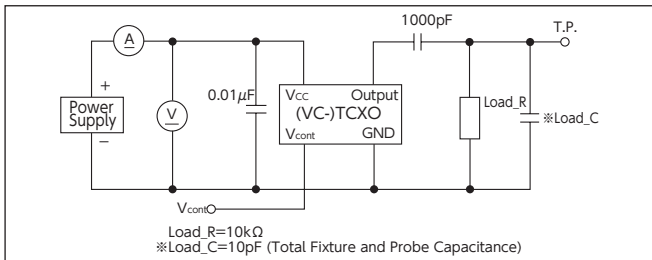 1000pF
T.P.
A
+
Power
Supply
−
V
0.01μF
Vcc Output
(VC-)TCXO
Vcont GND
Load_R
※Load_C
Vcont
Load_R=10kΩ
※Load_C=10pF (Total Fixture and Probe Capacitance)